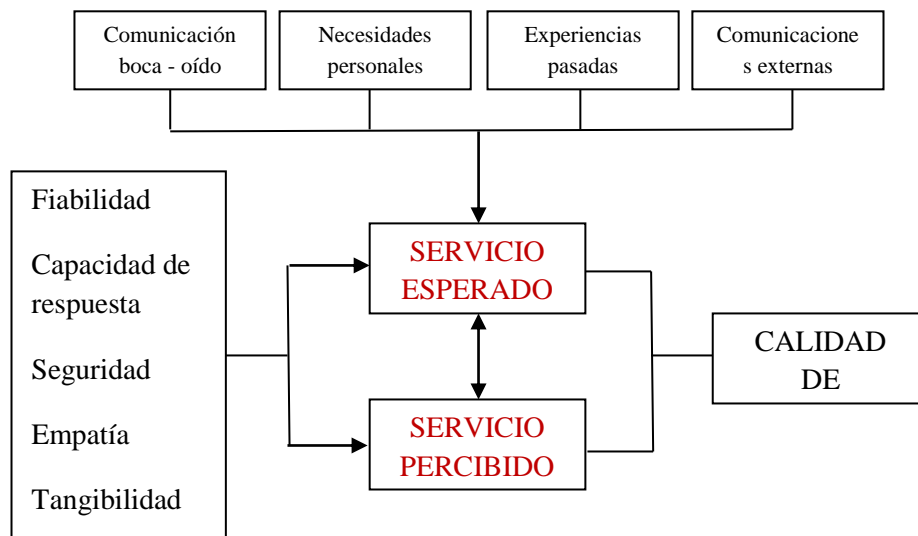 Comunicación
boca - oído
Necesidades
personales
Experiencias
pasadas
Comunicacione
s externas
Fiabilidad
Capacidad de
respuesta
Seguridad
Empatía
Tangibilidad
SERVICIO
ESPERADO
SERVICIO
PERCIBIDO
CALIDAD
DE